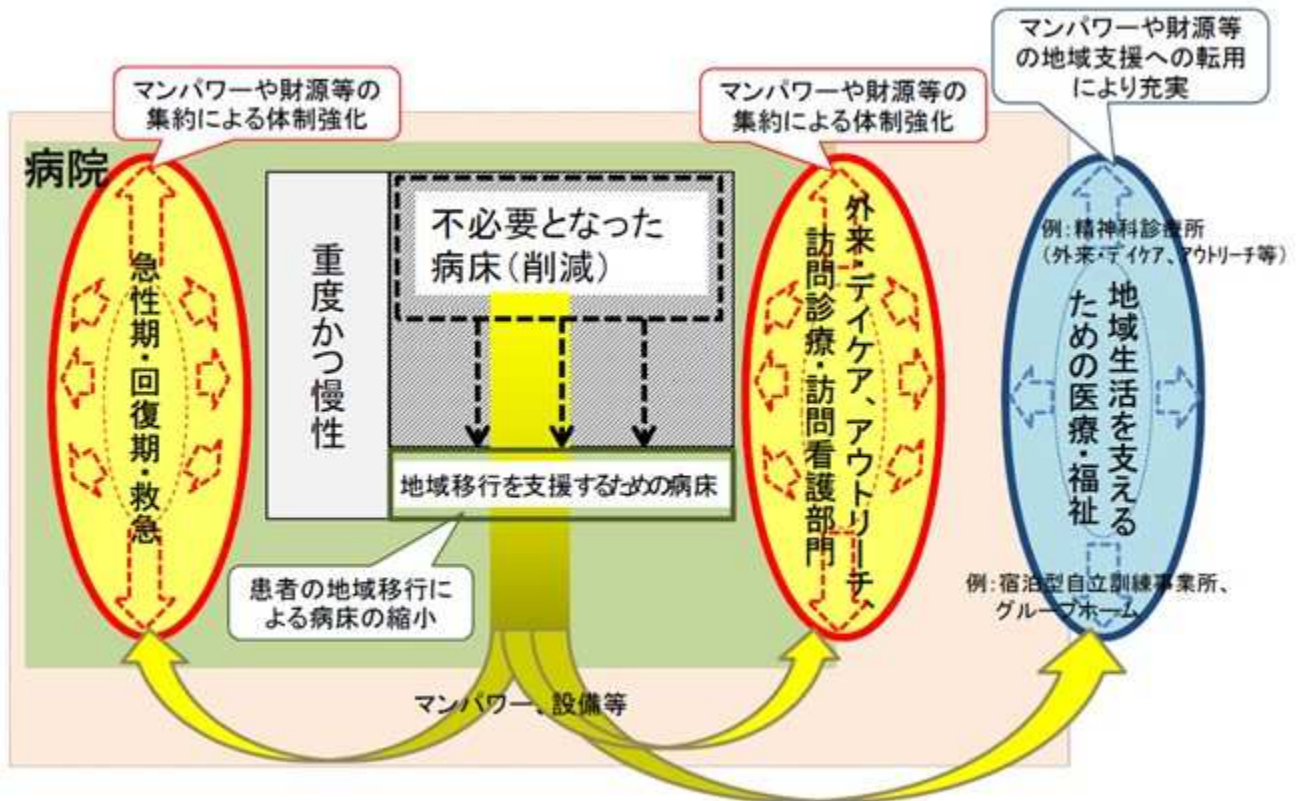 マンパワーや財源等の
集約による体制強化
マンパワーや財源等の
集約による体制強化
マンパワーや財源等
の地域支援への転用
により充実
病院
急性期・回復期・救急
重度かつ慢性
不必要となった
病床(削減)
地域移行を支援するための病床
患者の地域移行に
よる病床の縮小
外来・デイケア、アウトリーチ、
訪問診療・訪問看護部門
例:精神科診療所
(外来・デイケア、アウトリーチ等)
地域生活を支える
ための医療・福祉
例:宿泊型自立訓練事業所、
グループホーム
マンパワー、設備等